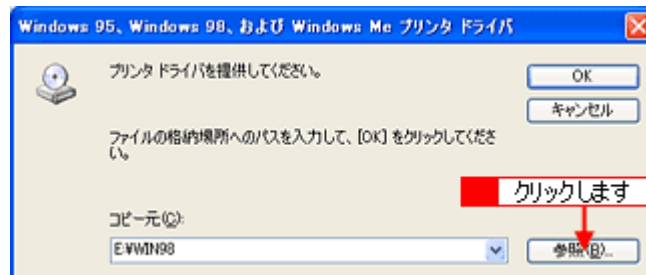 Windows 95、Windows 98、および Windows Me プリンタ ドライバ
プリンタ ドライバを提供してください。
OK
キャンセル
ファイルの格納場所へのパスを入力して、[OK] をクリックしてくださ
い。
クリックします
コピー元(C):
E:¥WIN98
参照(B)...